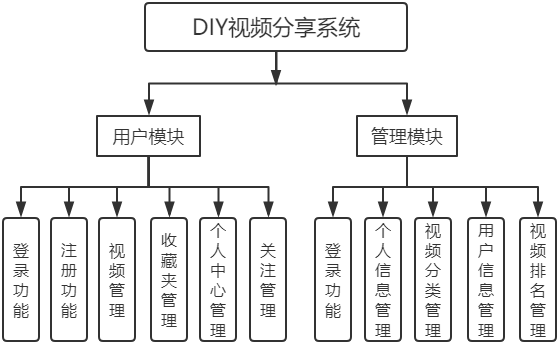 DIY视频分享系统
用户模块
管理模块
登录功能
注册功能
视频管理
收藏夹管理
个人中心管理
关注管理
登录功能
个人信息管理
视频分类管理
用户信息管理
视频排名管理